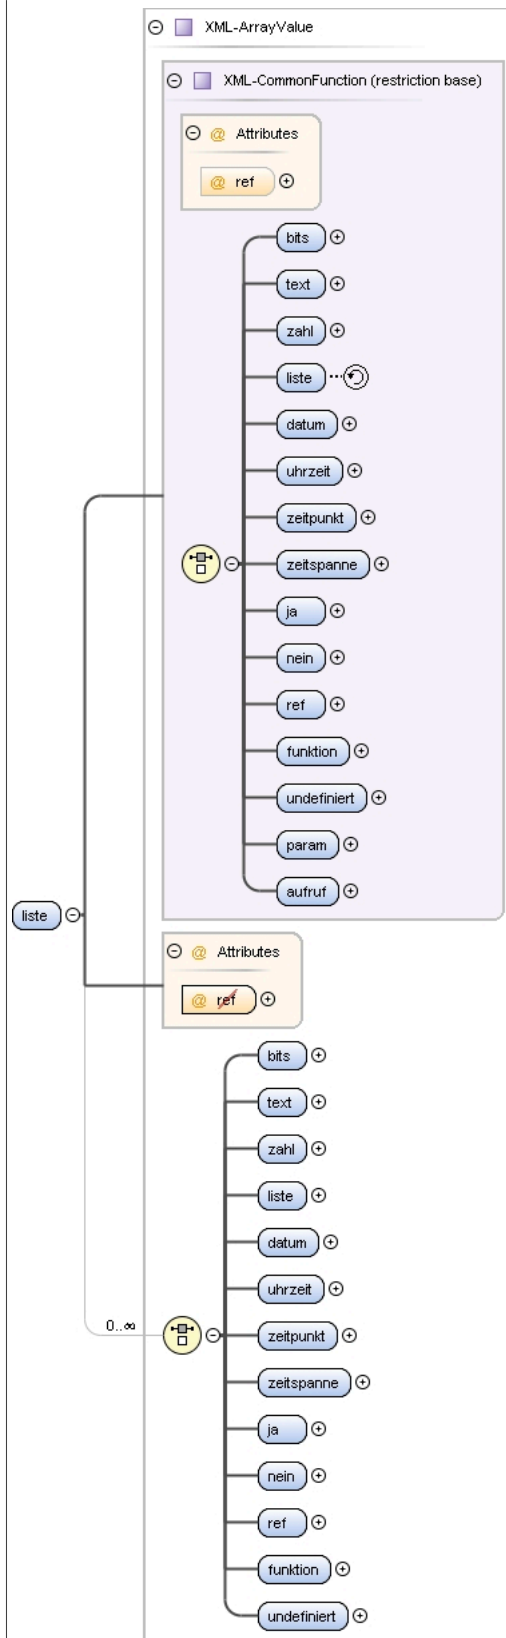 XML-ArrayValue
XML-CommonFunction (restriction base)
@ Attributes
@ ref
bits
text
zahl
liste
datum
uhrzeit
zeitpunkt
zeitspanne
ja
nein
ref
funktion
undefiniert
param
aufruf
liste
@ Attributes
@ ref
bits
text
zahl
liste
datum
uhrzeit
0..∞
zeitpunkt
zeitspanne
ja
nein
ref
funktion
undefiniert